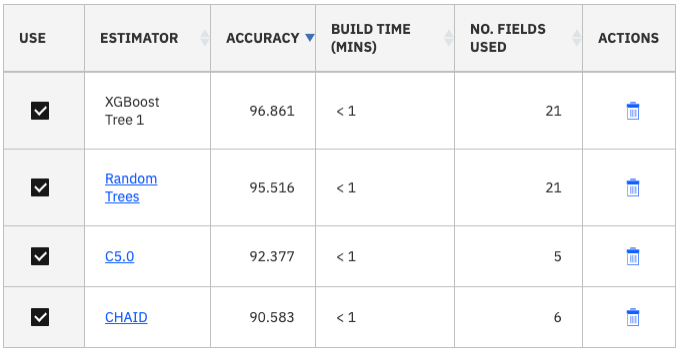 USE ESTIMATOR ACCURACY BUILD TIME (MINS) NO. FIELDS USED ACTIONS
XGBoost Tree 1 96.861 < 1 21
Random Trees 95.516 < 1 21
C5.0 92.377 < 1 5
CHAID 90.583 < 1 6